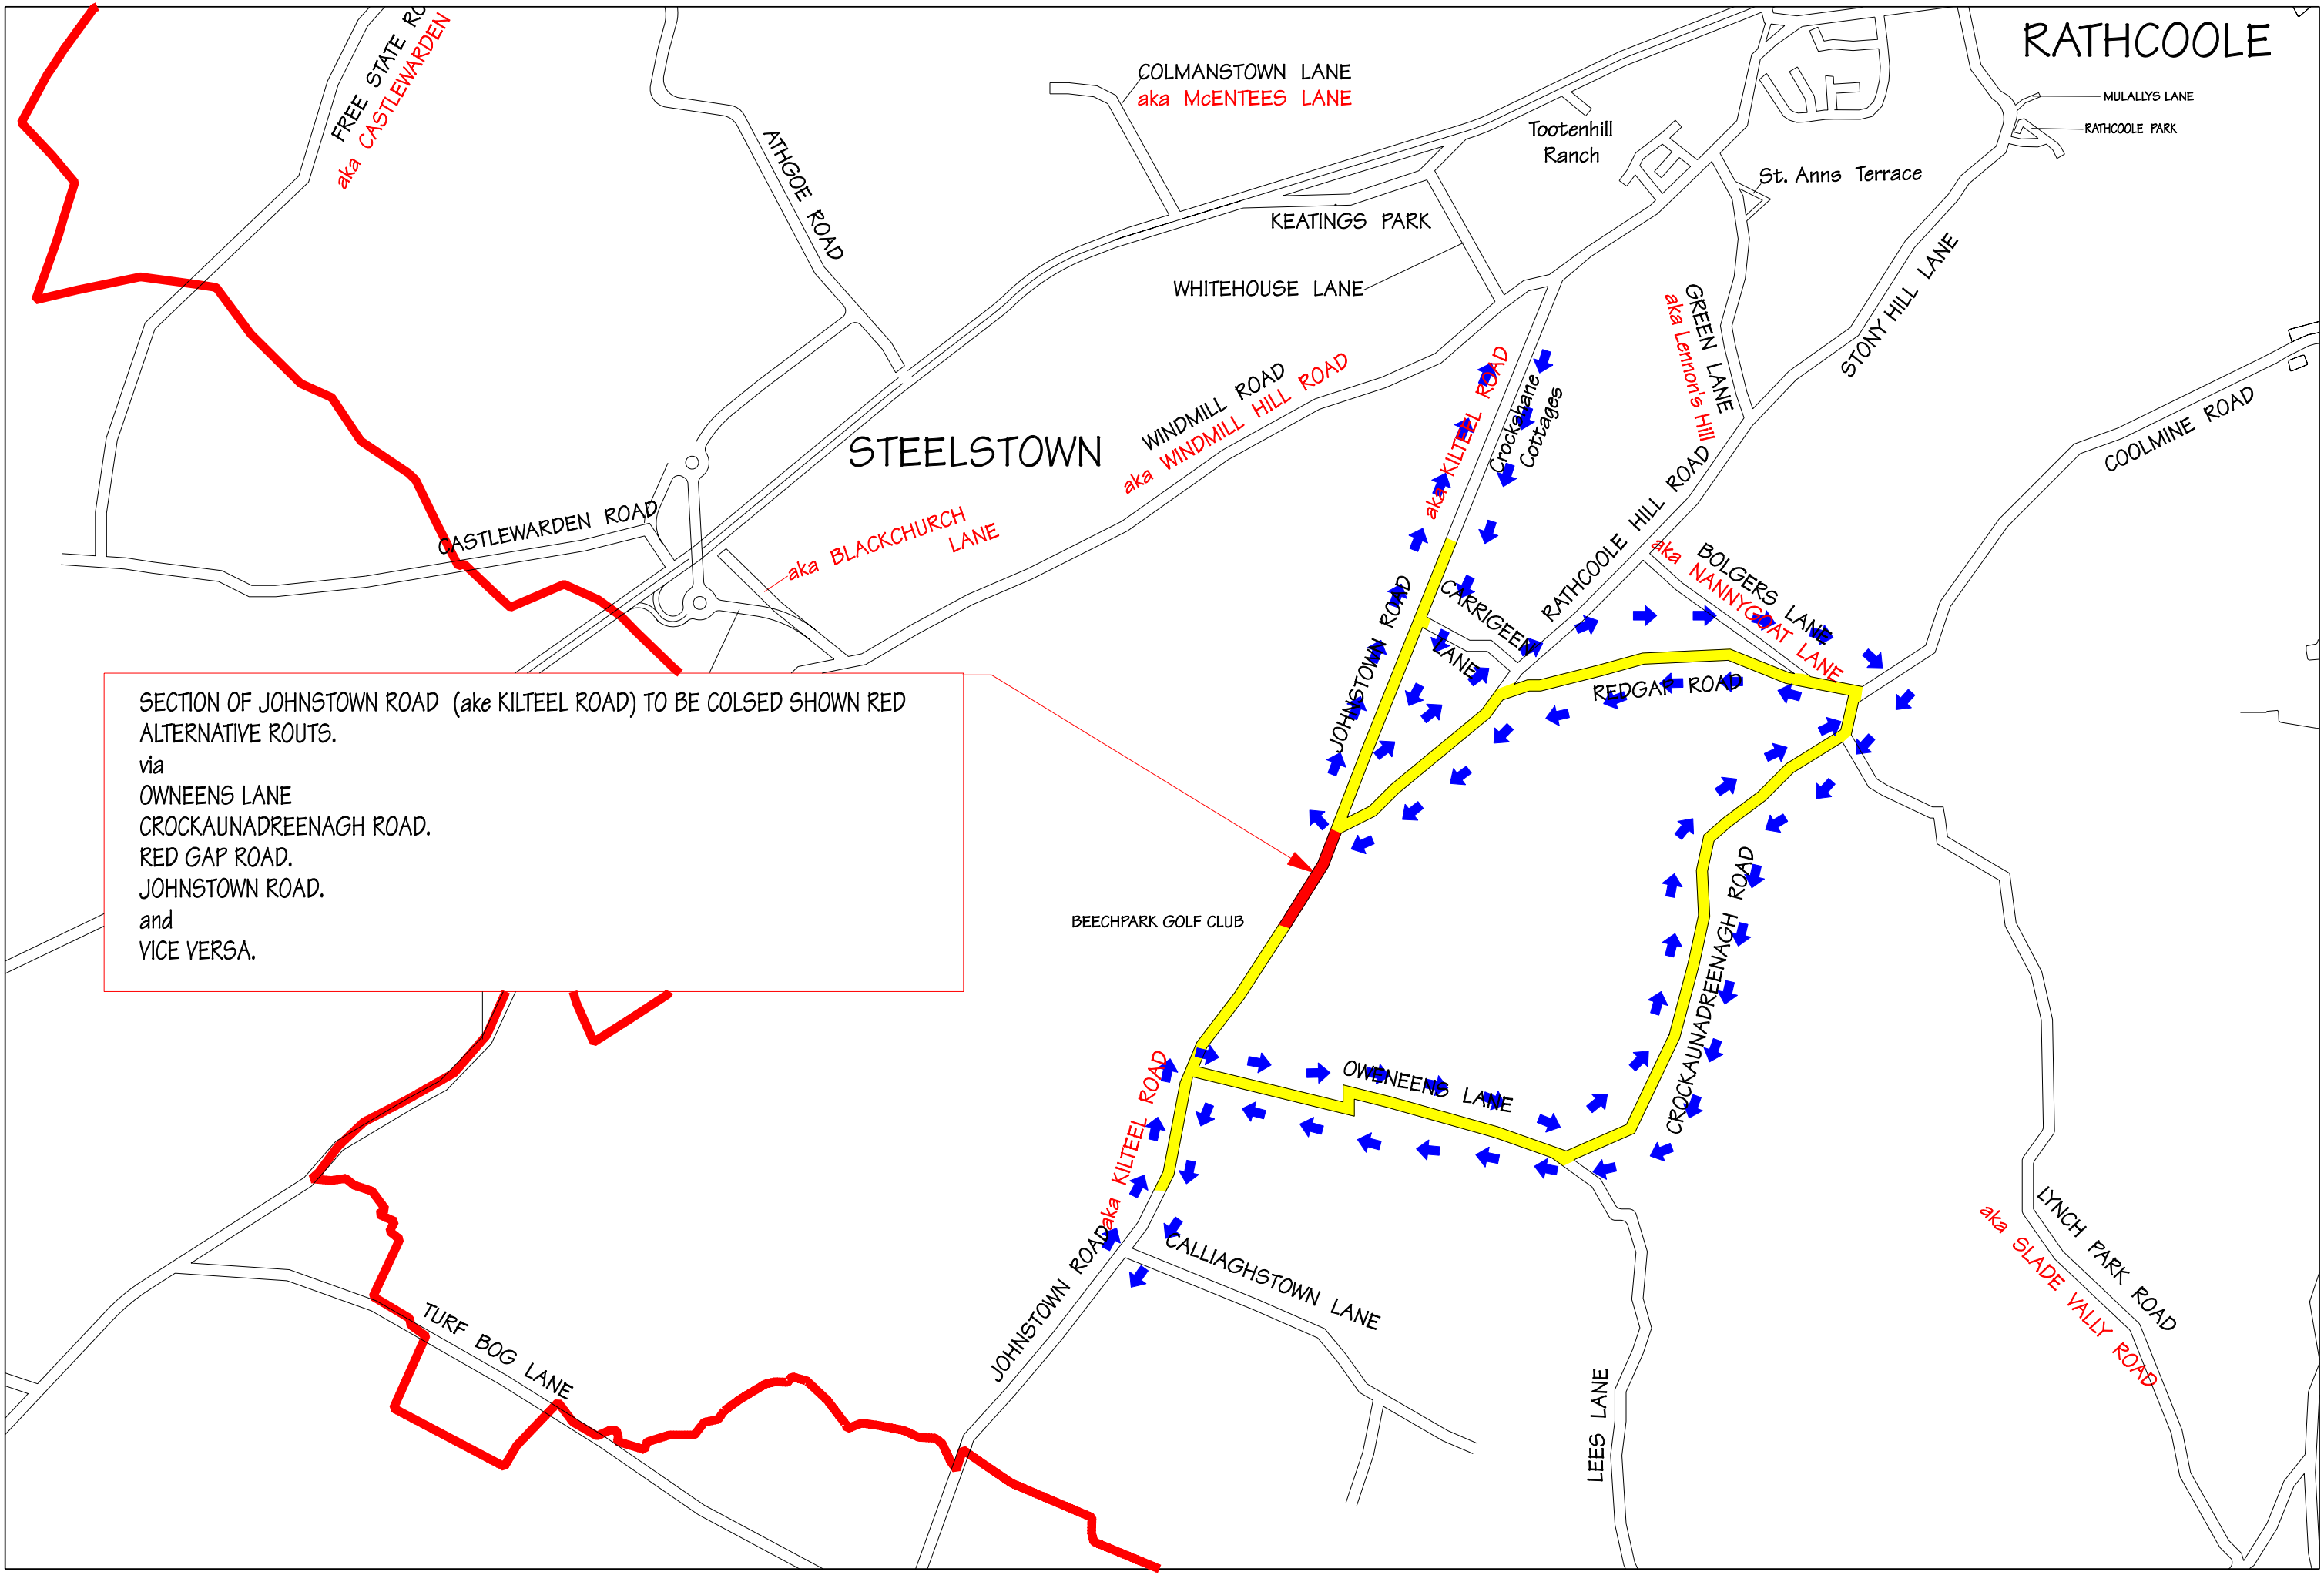 RATHCOOLE
FREE STATE RO
aka CASTLEWARDEN
COLMANSTOWN LANE
aka McENTEES LANE
MULALLYS LANE
RATHCOOLE PARK
Tootenhill
Ranch
ATHGOE ROAD
St. Anns Terrace
KEATINGS PARK
WHITEHOUSE LANE
GREEN LANE
aka Lennon's Hill
STONY HILL LANE
WINDMILL ROAD
aka WINDMILL HILL ROAD
aka KILTEEL ROAD
Crockshane
Cottages
COOLMINE ROAD
STEELSTOWN
CASTLEWARDEN ROAD
aka BLACKCHURCH
LANE
RATHCOOLE HILL ROAD
BOLGERS LANE
aka NANNYGOAT LANE
JOHNSTOWN ROAD
CARRIGEEN
LANE
REDGAP ROAD
SECTION OF JOHNSTOWN ROAD (ake KILTEEL ROAD) TO BE COLSED SHOWN RED
ALTERNATIVE ROUTS.
via
OWNEENS LANE
CROCKAUNADREENAGH ROAD.
RED GAP ROAD.
JOHNSTOWN ROAD.
and
VICE VERSA.
BEECHPARK GOLF CLUB
CROCKAUNADREENAGH ROAD
OWENEENS LANE
aka KILTEEL ROAD
JOHNSTOWN ROAD
CALLIAGHSTOWN LANE
LYNCH PARK ROAD
aka SLADE VALLY ROAD
TURF BOG LANE
LEES LANE